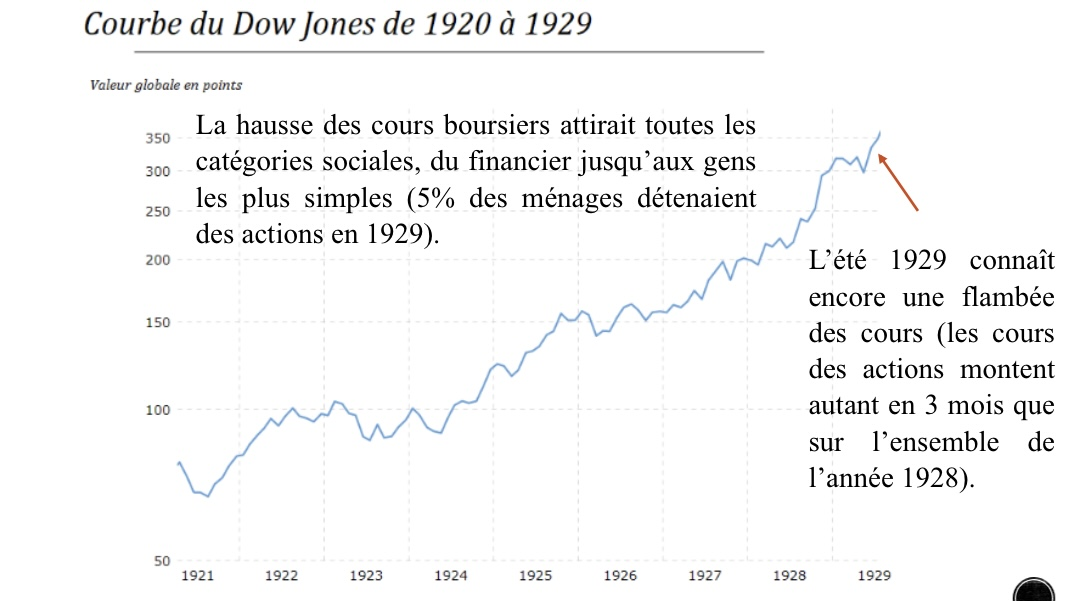 Courbe du Dow Jones de 1920 à 1929
Valeur globale en points
La hausse des cours boursiers attirait toutes les
catégories sociales, du financier jusqu’aux gens
les plus simples (5% des ménages détenaient
des actions en 1929).
L’été 1929 connaît
encore une flambée
des cours (les cours
des actions montent
autant en 3 mois que
sur l’ensemble de
l’année 1928).
350
300
250
200
150
100
50
1921 1922 1923 1924 1925 1926 1927 1928 1929